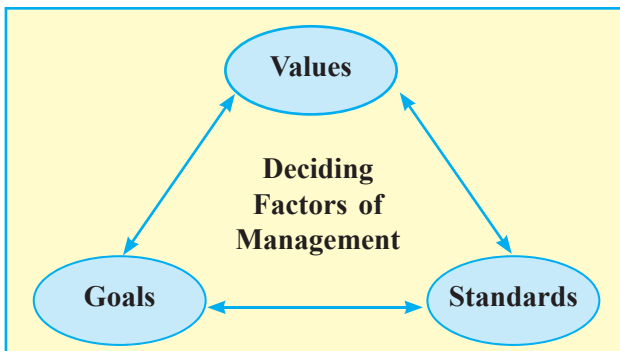 Values
Deciding
Factors of
Management
Goals
Standards